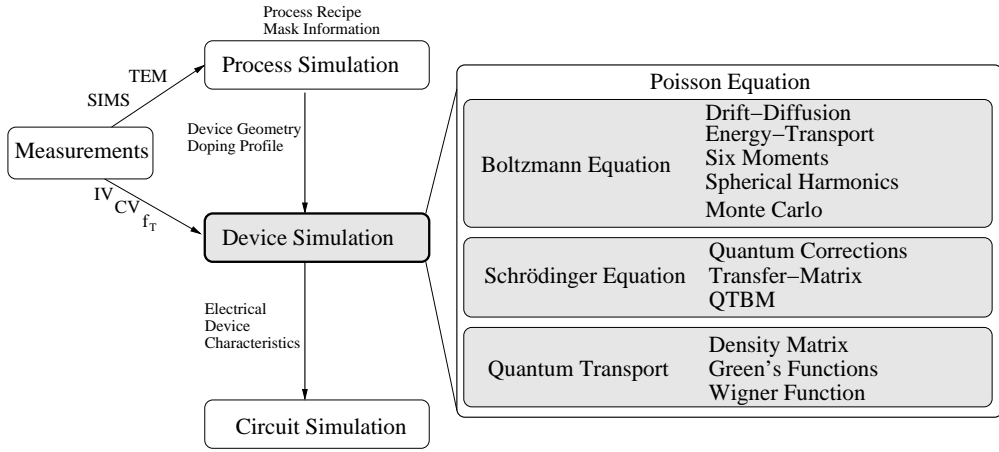 Process Recipe
Mask Information
Process Simulation
TEM
SIMS
Measurements
Device Geometry
Doping Profile
IV
CV
f_T
Device Simulation
Electrical
Device
Characteristics
Circuit Simulation
Poisson Equation
Boltzmann Equation
Drift−Diffusion
Energy−Transport
Six Moments
Spherical Harmonics
Monte Carlo
Schrödinger Equation
Quantum Corrections
Transfer−Matrix
QTBM
Quantum Transport
Density Matrix
Green's Functions
Wigner Function